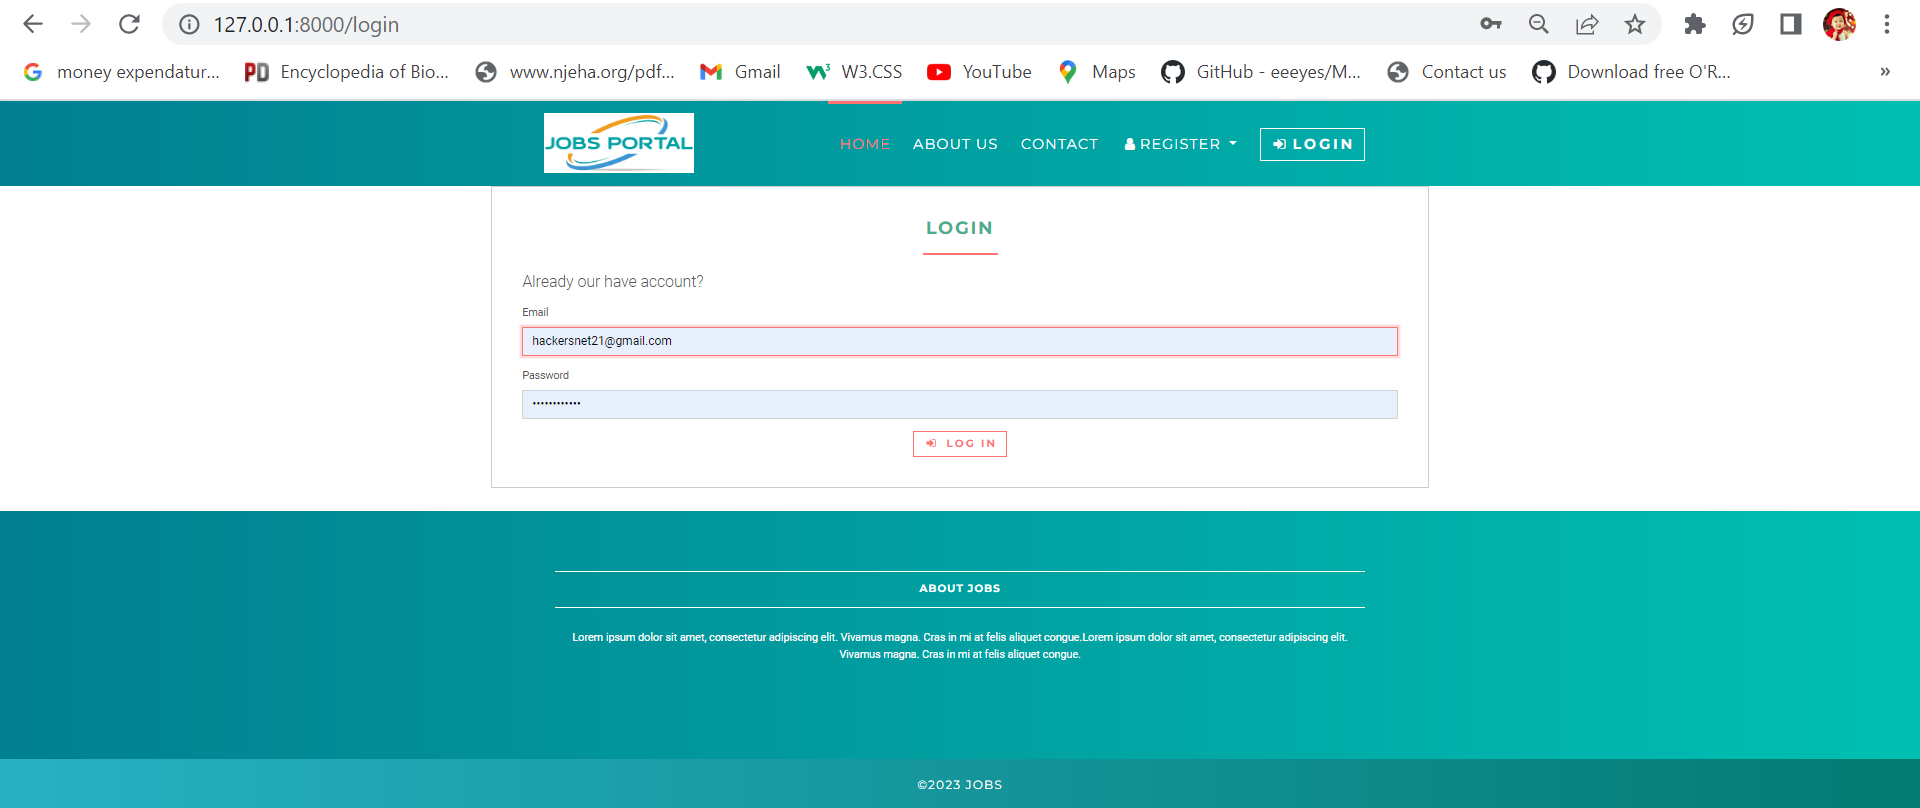 127.0.0.1:8000/login
money expendatur... PD Encyclopedia of Bio... www.njeha.org/pdf... Gmail W3.CSS YouTube Maps GitHub - eeeyes/M... Contact us Download free O'R... »
JOBS PORTAL HOME ABOUT US CONTACT REGISTER LOGIN
LOGIN
Already our have account?
Email
hackersnet21@gmail.com
Password
••••••••••••
LOG IN
ABOUT JOBS
Lorem ipsum dolor sit amet, consectetur adipiscing elit. Vivamus magna. Cras in mi at felis aliquet congue.Lorem ipsum dolor sit amet, consectetur adipiscing elit.
Vivamus magna. Cras in mi at felis aliquet congue.
©2023 JOBS